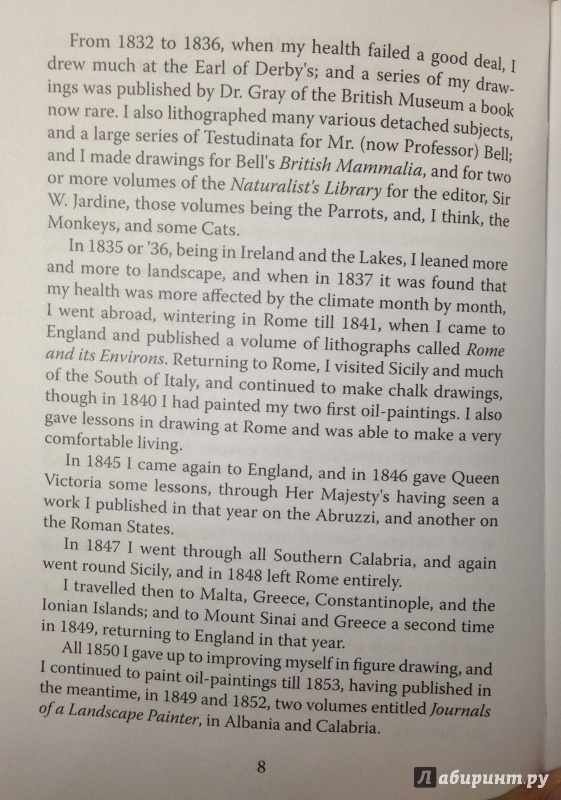 From 1832 to 1836, when my health failed a good deal, I
drew much at the Earl of Derby's; and a series of my draw-
ings was published by Dr. Gray of the British Museum a book
now rare. I also lithographed many various detached subjects,
and a large series of Testudinata for Mr. (now Professor) Bell;
and I made drawings for Bell's British Mammalia, and for two
or more volumes of the Naturalist's Library for the editor, Sir
W. Jardine, those volumes being the Parrots, and, I think, the
Monkeys, and some Cats.
In 1835 or '36, being in Ireland and the Lakes, I leaned more
and more to landscape, and when in 1837 it was found that
my health was more affected by the climate month by month,
I went abroad, wintering in Rome till 1841, when I came to
England and published a volume of lithographs called Rome
and its Environs. Returning to Rome, I visited Sicily and much
of the South of Italy, and continued to make chalk drawings,
though in 1840 I had painted my two first oil-paintings. I also
gave lessons in drawing at Rome and was able to make a very
comfortable living.
In 1845 I came again to England, and in 1846 gave Queen
Victoria some lessons, through Her Majesty's having seen a
work I published in that year on the Abruzzi, and another on
the Roman States.
In 1847 I went through all Southern Calabria, and again
went round Sicily, and in 1848 left Rome entirely.
I travelled then to Malta, Greece, Constantinople, and the
Ionian Islands; and to Mount Sinai and Greece a second time
in 1849, returning to England in that year.
All 1850 I gave up to improving myself in figure drawing, and
I continued to paint oil-paintings till 1853, having published in
the meantime, in 1849 and 1852, two volumes entitled Journals
of a Landscape Painter, in Albania and Calabria.
8
Лабиринт.ру